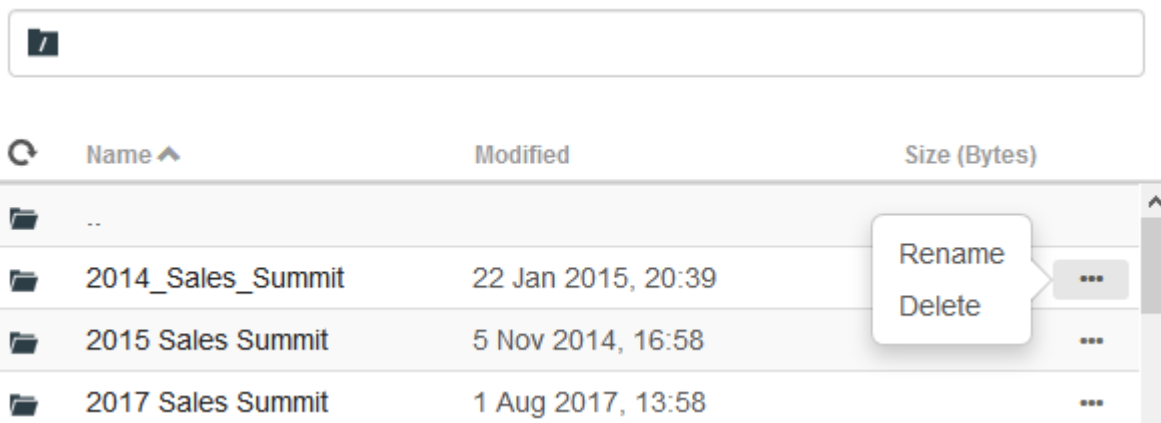 /
Name Modified Size (Bytes)
..
2014_Sales_Summit 22 Jan 2015, 20:39 Rename
Delete
2015 Sales Summit 5 Nov 2014, 16:58
2017 Sales Summit 1 Aug 2017, 13:58